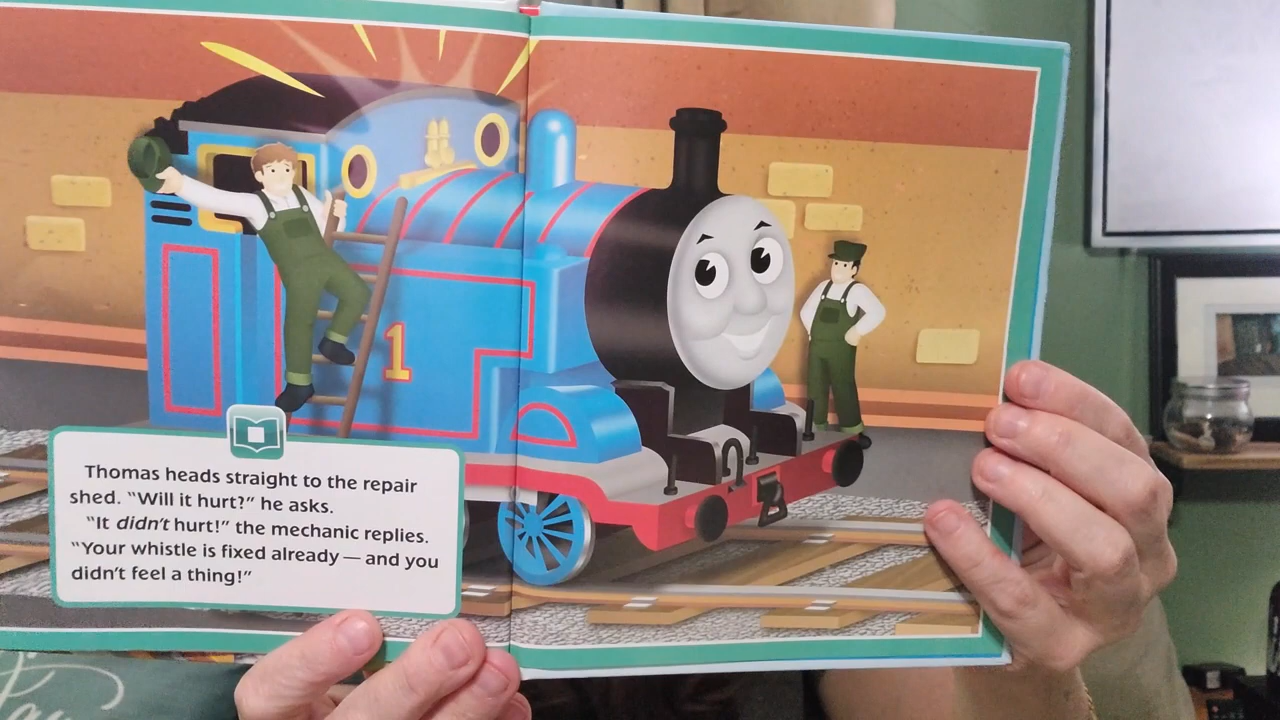 1
Thomas heads straight to the repair
shed. “Will it hurt?” he asks.
“It didn’t hurt!” the mechanic replies.
“Your whistle is fixed already — and you
didn’t feel a thing!”